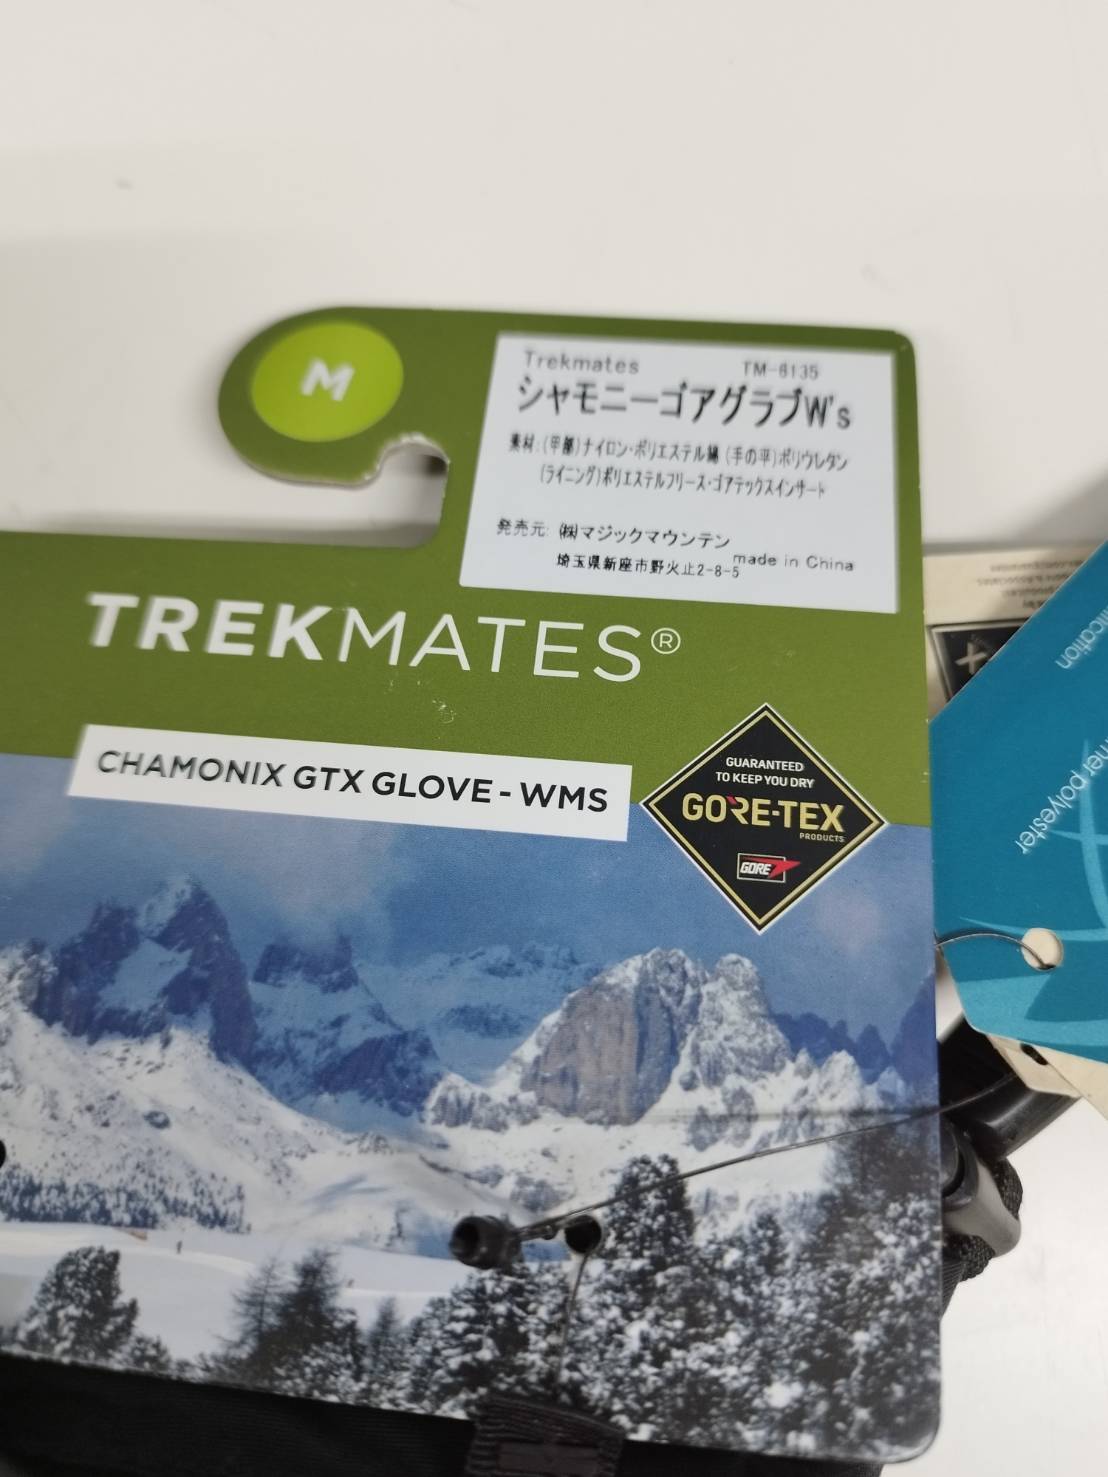 M
Trekmates TM-6135
シャモニーゴアグラブW's
素材:(甲部)ナイロン・ポリエステル綿 (手の平)ポリウレタン
(ライニング)ポリエステルフリース・ゴアテックスインサート
発売元: ㈱マジックマウンテン
埼玉県新座市野火止2-8-5 made in China
TREKMATES®
CHAMONIX GTX GLOVE - WMS
GUARANTEED
TO KEEP YOU DRY
GORE-TEX
PRODUCTS
GORE
polyester